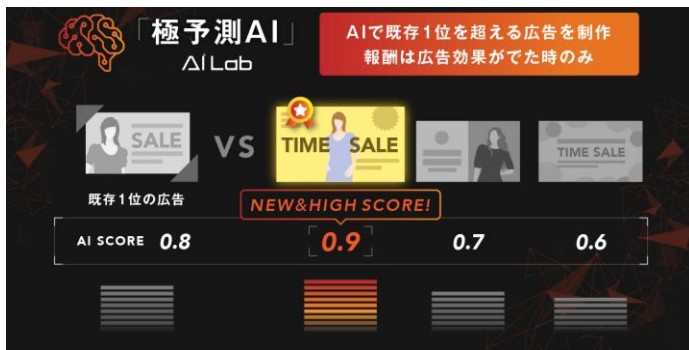 「極予測AI」
AI Lab
AIで既存1位を超える広告を制作
報酬は広告効果がでた時のみ
SALE
VS
TIME SALE
TIME SALE
既存1位の広告
NEW&HIGH SCORE!
AI SCORE 0.8 0.9 0.7 0.6